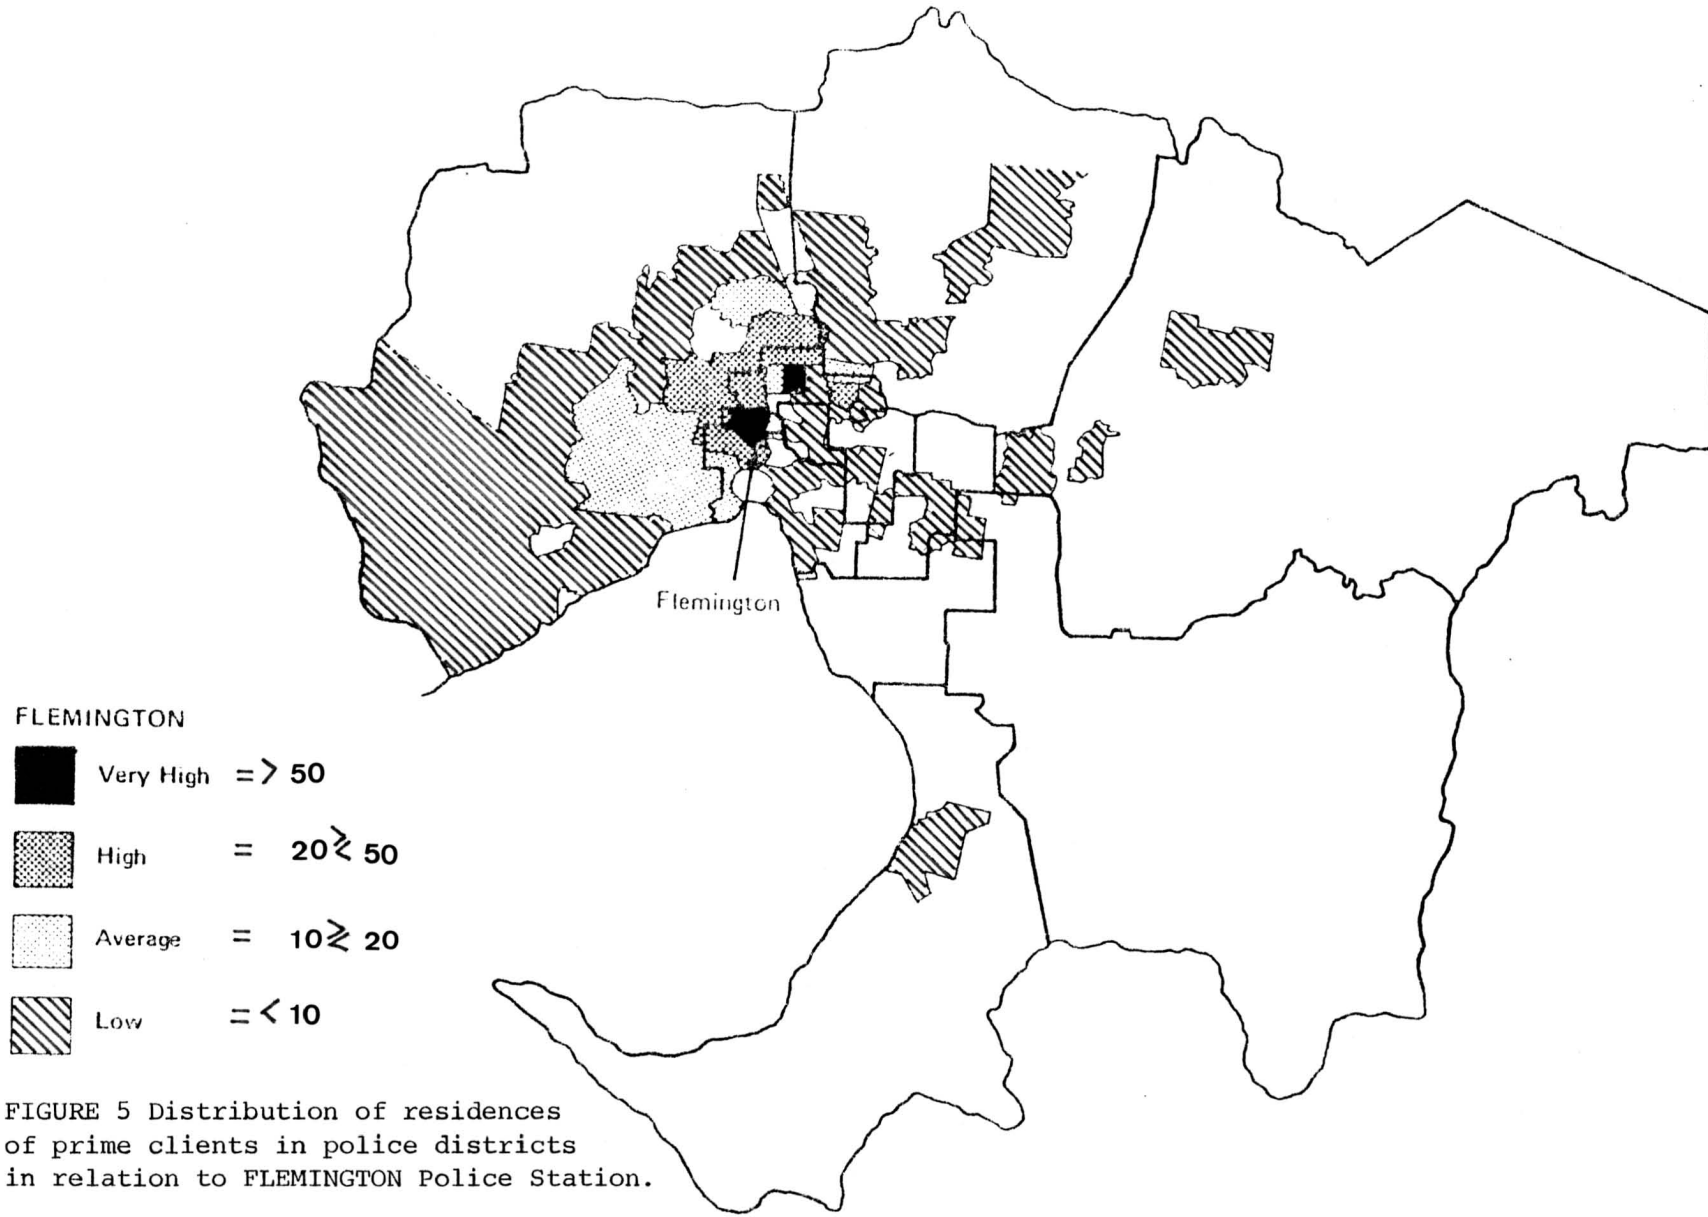 Flemington
FLEMINGTON
Very High => 50
High = 20⩾< 50
Average = 10⩾< 20
Low =< 10
FIGURE 5 Distribution of residences
of prime clients in police districts
in relation to FLEMINGTON Police Station.